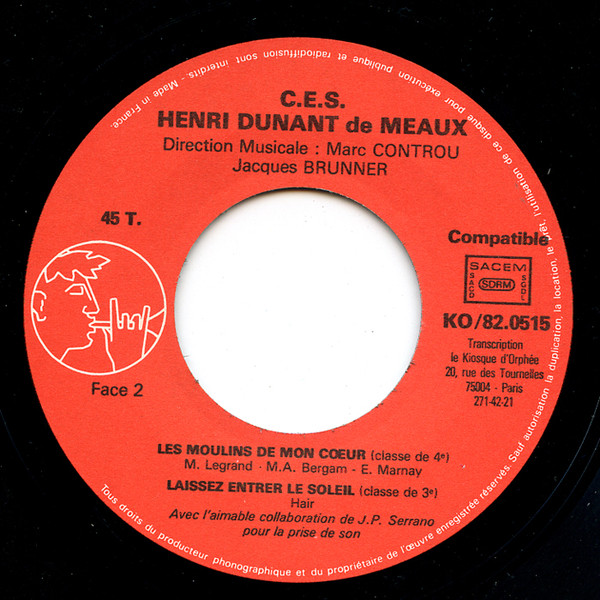 C.E.S.
HENRI DUNANT de MEAUX
Direction Musicale : Marc CONTROU
Jacques BRUNNER
45 T.
Compatible
SACEM
SACD
SDRM
SGDL
KO/82.0515
Transcription
le Kiosque d'Orphée
20, rue des Tournelles
75004 - Paris
271-42-21
Face 2
LES MOULINS DE MON CŒUR (classe de 4e)
M. Legrand - M.A. Bergam - E. Marnay
LAISSEZ ENTRER LE SOLEIL (classe de 3e)
Hair
Avec l'aimable collaboration de J.P. Serrano
pour la prise de son
Tous droits du producteur phonographique et du propriétaire de l'œuvre enregistrée réservés. Sauf autorisation la duplication, la location, le prêt, l'utilisation de ce disque pour exécution publique et radiodiffusion sont interdits.. Made in France.